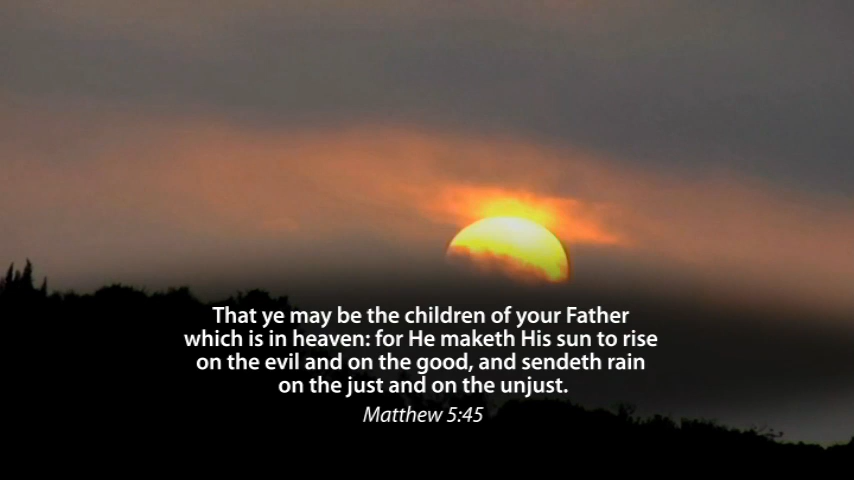 That ye may be the children of your Father
which is in heaven: for He maketh His sun to rise
on the evil and on the good, and sendeth rain
on the just and on the unjust.
Matthew 5:45